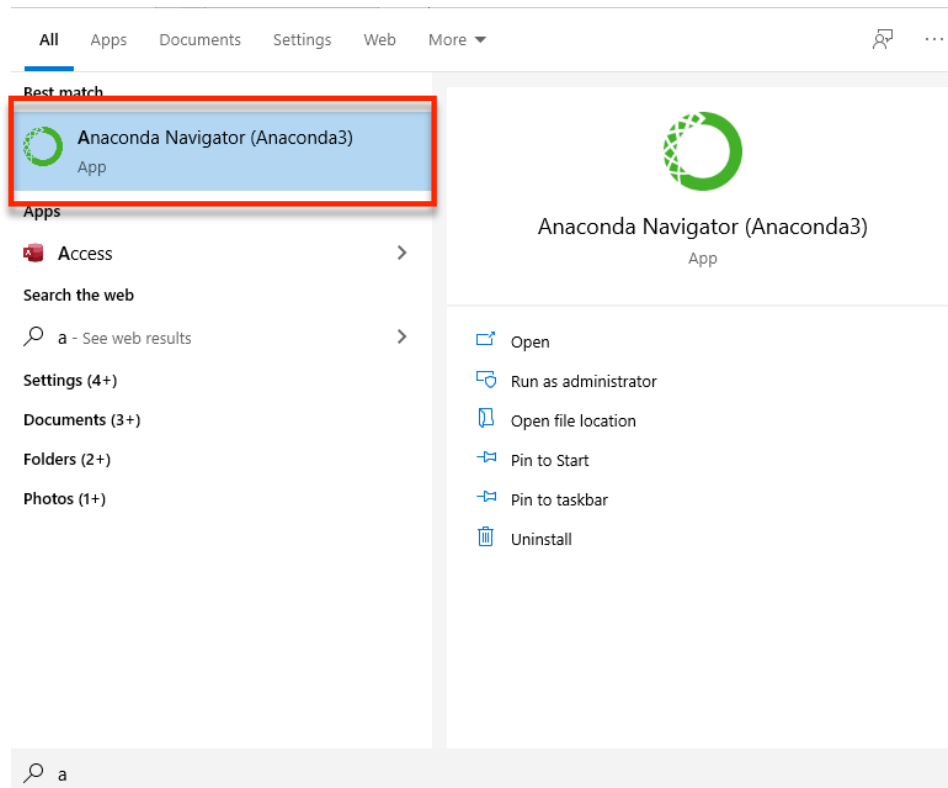 All Apps Documents Settings Web More
Best match
Anaconda Navigator (Anaconda3)
App
Apps
Access
Search the web
a - See web results
Settings (4+)
Documents (3+)
Folders (2+)
Photos (1+)
Anaconda Navigator (Anaconda3)
App
Open
Run as administrator
Open file location
Pin to Start
Pin to taskbar
Uninstall
a